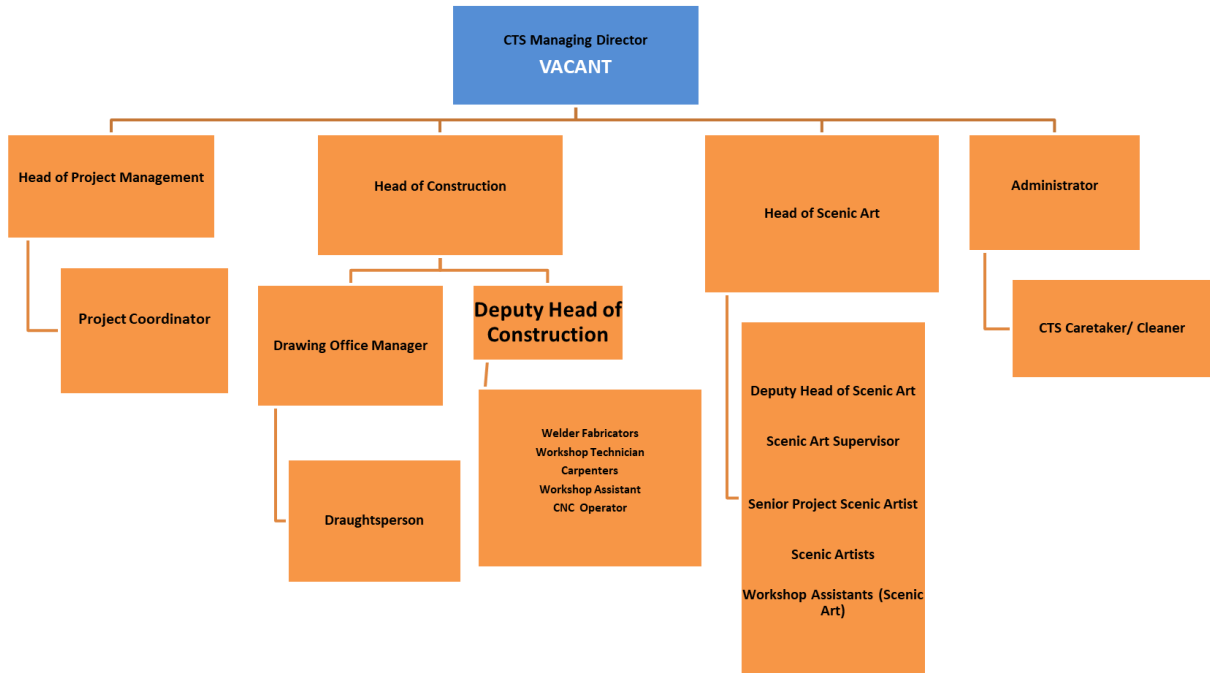 CTS Managing Director
VACANT
Head of Project Management
Head of Construction
Head of Scenic Art
Administrator
Project Coordinator
Drawing Office Manager
Deputy Head of
Construction
CTS Caretaker/ Cleaner
Draughtsperson
Welder Fabricators
Workshop Technician
Carpenters
Workshop Assistant
CNC Operator
Deputy Head of Scenic Art
Scenic Art Supervisor
Senior Project Scenic Artist
Scenic Artists
Workshop Assistants (Scenic
Art)